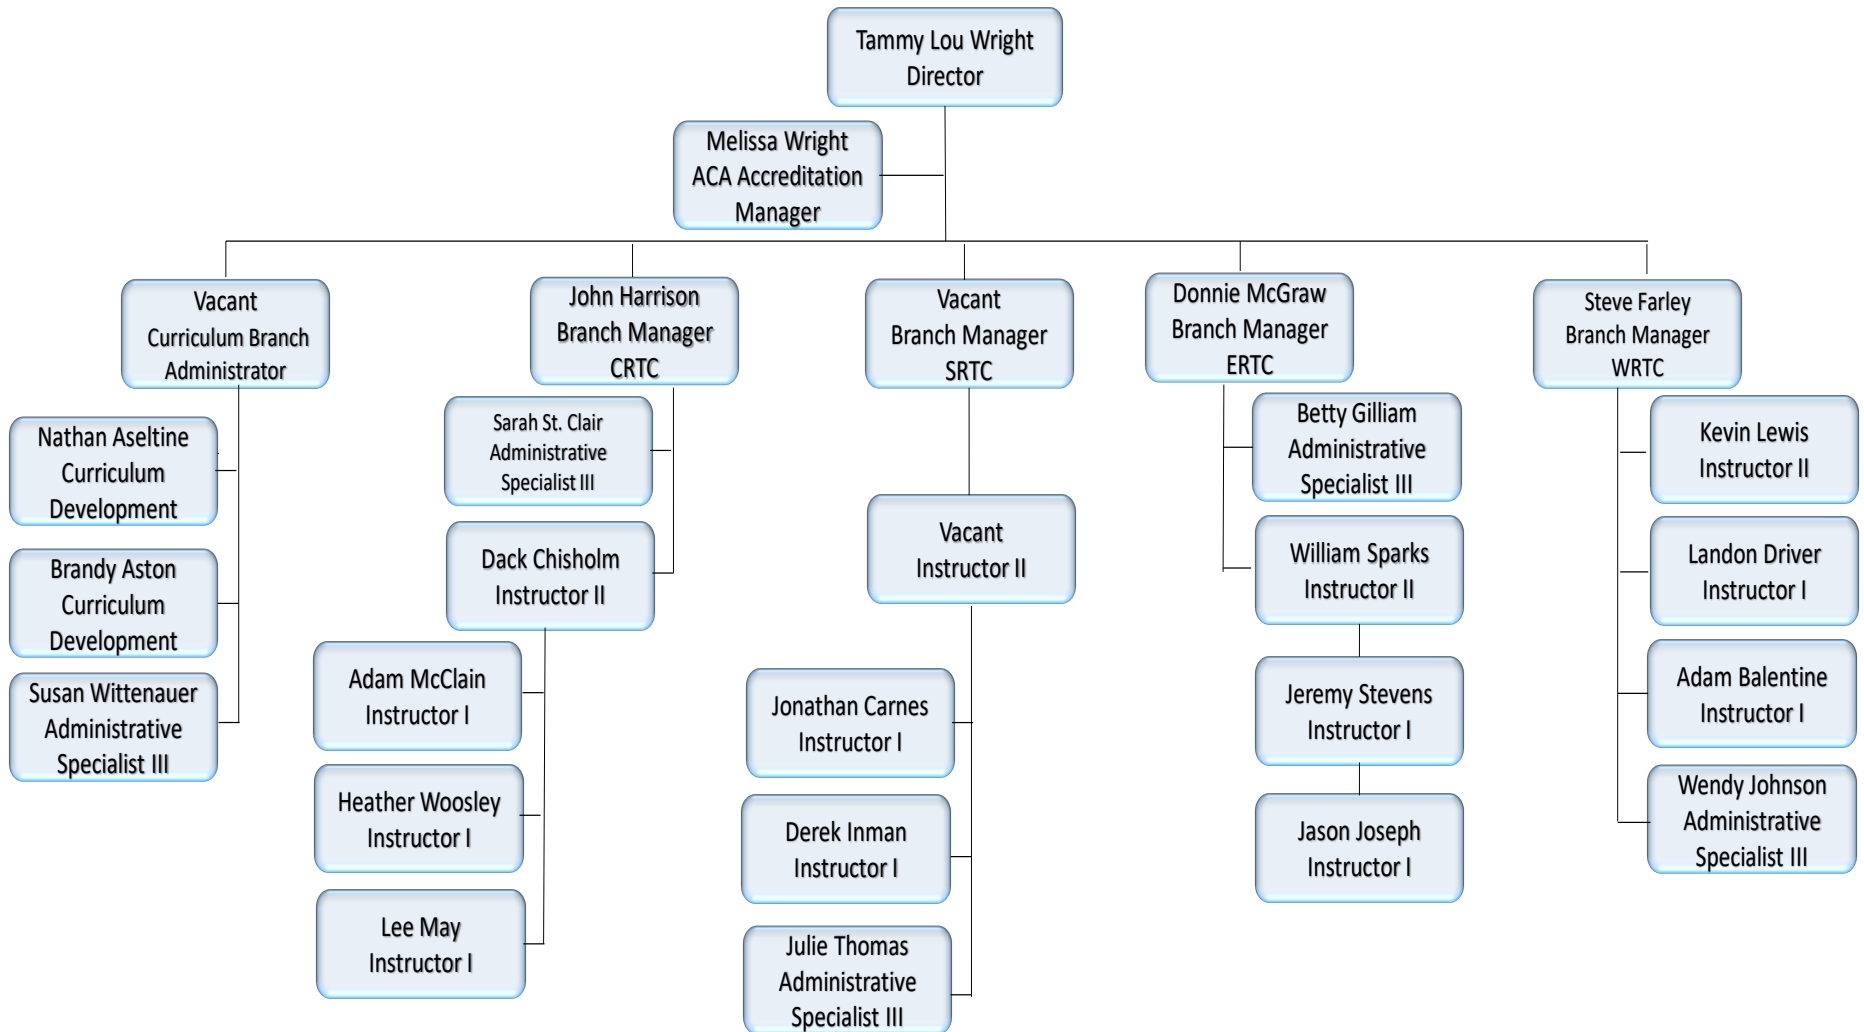 Tammy Lou Wright
Director
Melissa Wright
ACA Accreditation
Manager
Vacant
Curriculum Branch
Administrator
Nathan Aseltine
Curriculum
Development
Brandy Aston
Curriculum
Development
Susan Wittenauer
Administrative
Specialist III
John Harrison
Branch Manager
CRTC
Sarah St. Clair
Administrative
Specialist III
Dack Chisholm
Instructor II
Adam McClain
Instructor I
Heather Woosley
Instructor I
Lee May
Instructor I
Vacant
Branch Manager
SRTC
Vacant
Instructor II
Jonathan Carnes
Instructor I
Derek Inman
Instructor I
Julie Thomas
Administrative
Specialist III
Donnie McGraw
Branch Manager
ERTC
Betty Gilliam
Administrative
Specialist III
William Sparks
Instructor II
Jeremy Stevens
Instructor I
Jason Joseph
Instructor I
Steve Farley
Branch Manager
WRTC
Kevin Lewis
Instructor II
Landon Driver
Instructor I
Adam Balentine
Instructor I
Wendy Johnson
Administrative
Specialist III